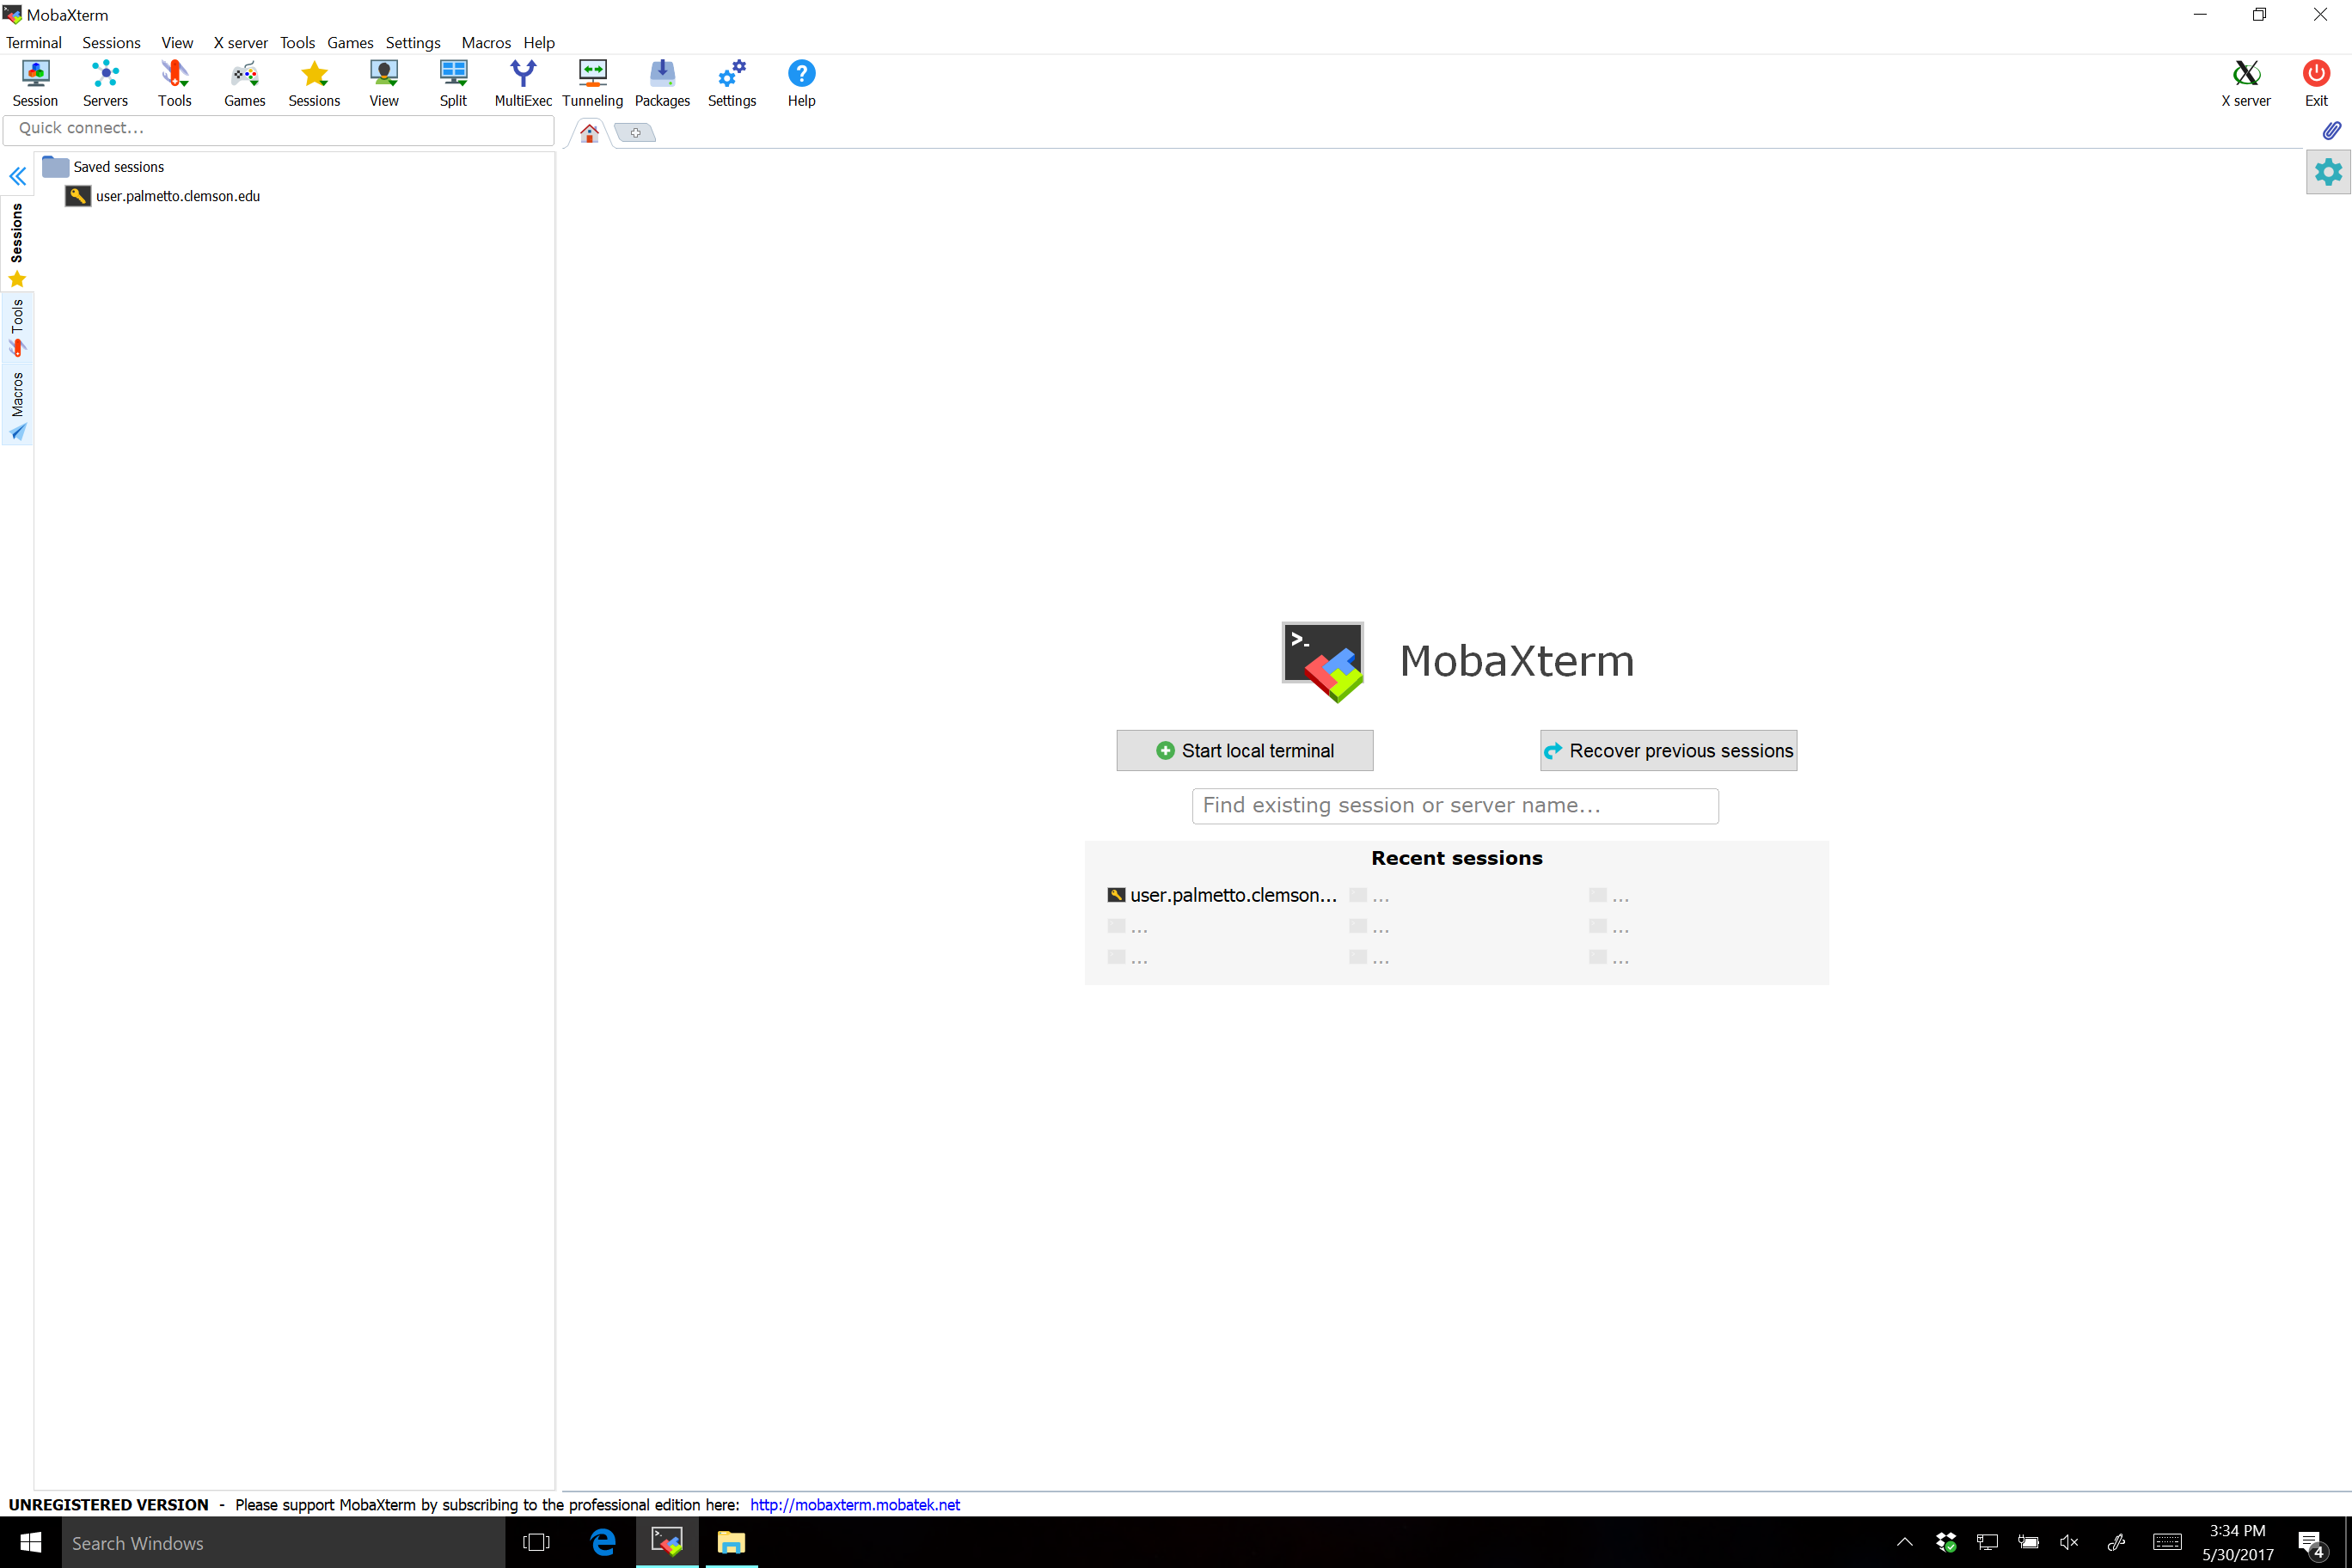 MobaXterm
Terminal Sessions View X server Tools Games Settings Macros Help
Session Servers Tools Games Sessions View Split MultiExec Tunneling Packages Settings Help X server Exit
Quick connect...
Saved sessions
user.palmetto.clemson.edu
Sessions
Tools
Macros
>_ MobaXterm
Start local terminal Recover previous sessions
Find existing session or server name...
Recent sessions
user.palmetto.clemson... ... ...
... ... ...
... ... ...
UNREGISTERED VERSION - Please support MobaXterm by subscribing to the professional edition here: http://mobaxterm.mobatek.net
Search Windows
3:34 PM
5/30/2017
4